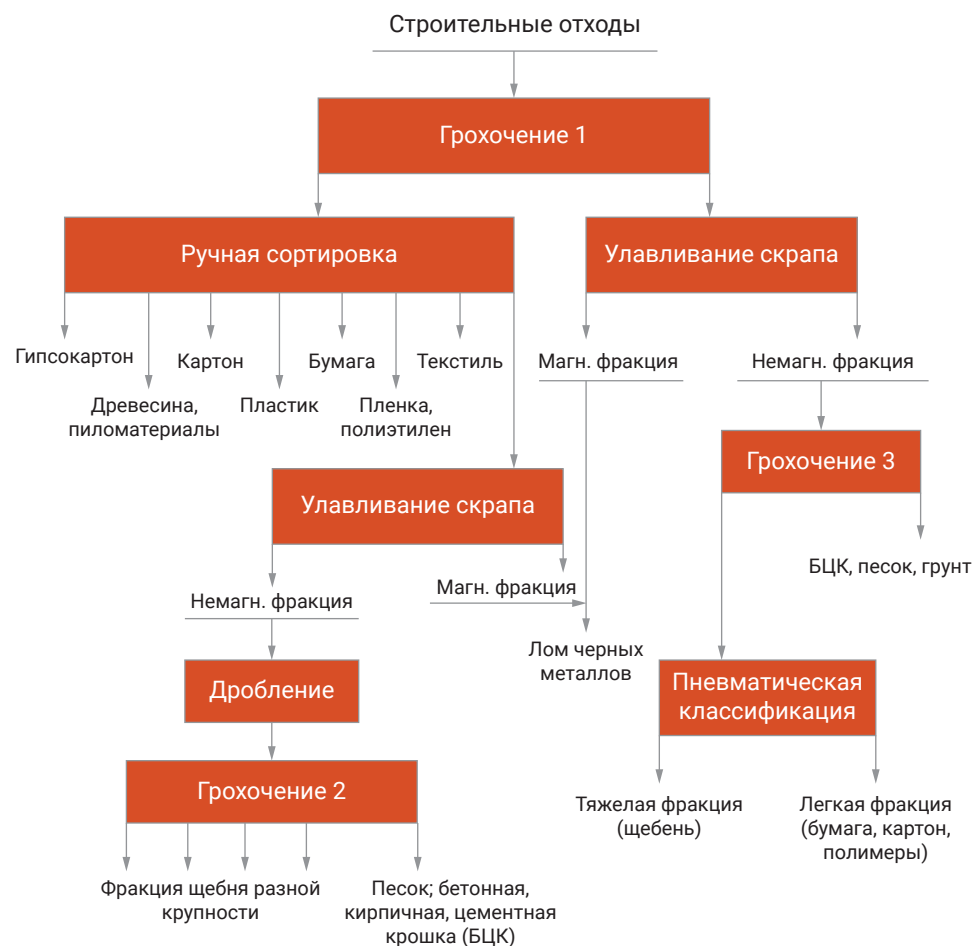 Строительные отходы
Грохочение 1
Ручная сортировка
Улавливание скрапа
Гипсокартон
Картон
Бумага
Текстиль
Древесина,
пиломатериалы
Пластик
Пленка,
полиэтилен
Магн. фракция
Немагн. фракция
Грохочение 3
Улавливание скрапа
БЦК, песок, грунт
Немагн. фракция
Магн. фракция
Лом черных
металлов
Дробление
Пневматическая
классификация
Грохочение 2
Тяжелая фракция
(щебень)
Легкая фракция
(бумага, картон,
полимеры)
Фракция щебня разной
крупности
Песок; бетонная,
кирпичная, цементная
крошка (БЦК)